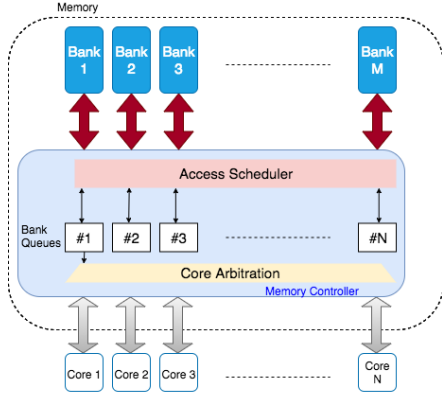 Memory
Bank
1
Bank
2
Bank
3
Bank
M
Access Scheduler
Bank
Queues
#1
#2
#3
#N
Core Arbitration
Memory Controller
Core 1
Core 2
Core 3
Core
N